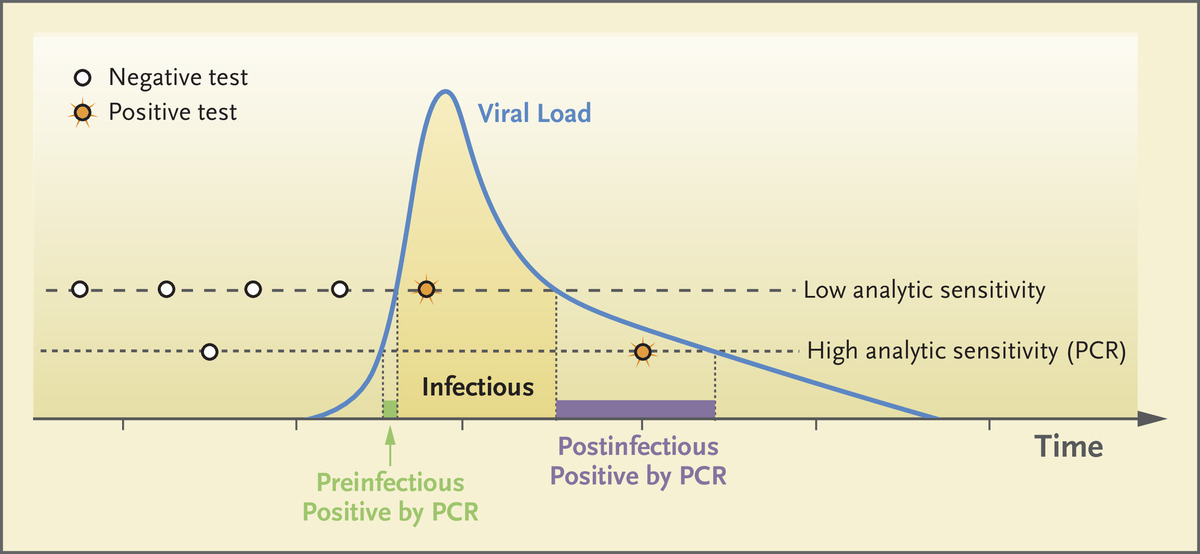 Negative test
Positive test
Viral Load
Low analytic sensitivity
High analytic sensitivity (PCR)
Infectious
Time
Postinfectious
Positive by PCR
Preinfectious
Positive by PCR